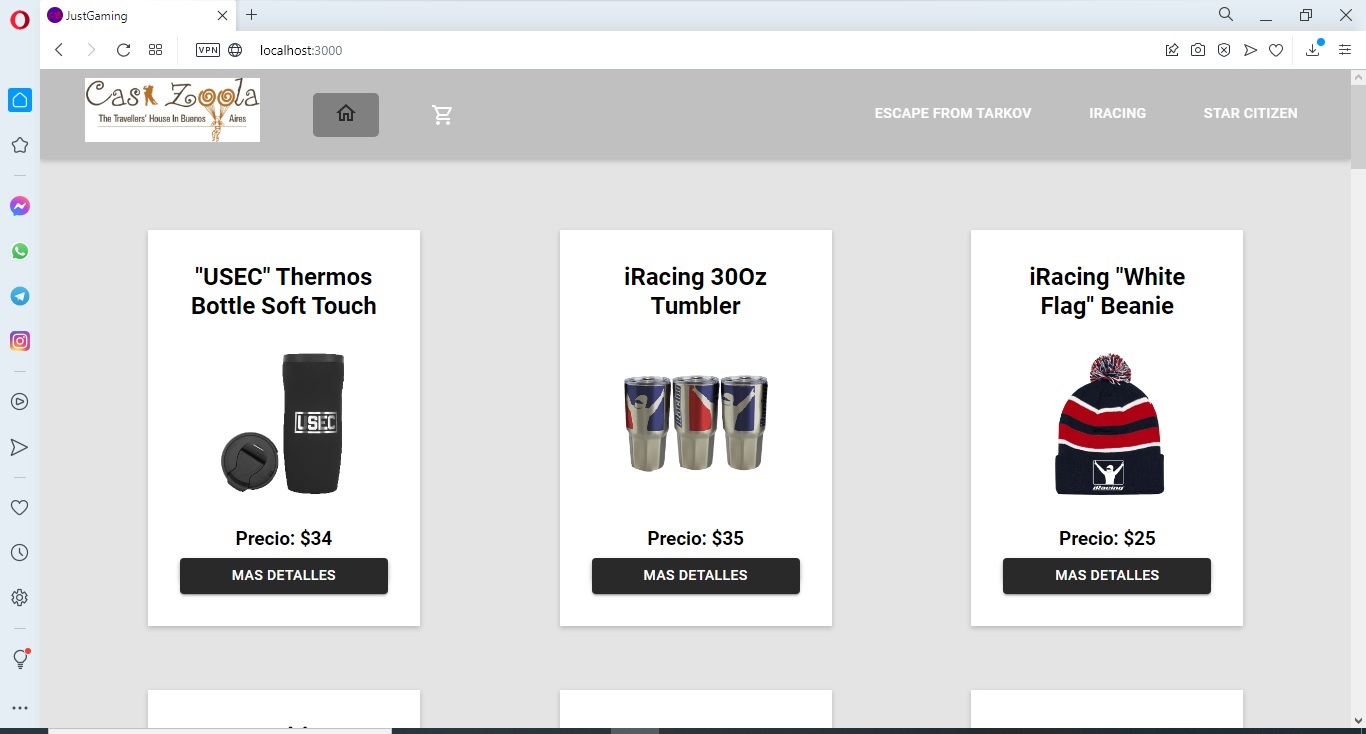 JustGaming
VPN
localhost:3000
Casa Zoola
The Travellers' House In Buenos Aires
ESCAPE FROM TARKOV
IRACING
STAR CITIZEN
"USEC" Thermos
Bottle Soft Touch
USEC
Precio: $34
MAS DETALLES
iRacing 30Oz
Tumbler
iRacing
Precio: $35
MAS DETALLES
iRacing "White
Flag" Beanie
iRacing
Precio: $25
MAS DETALLES